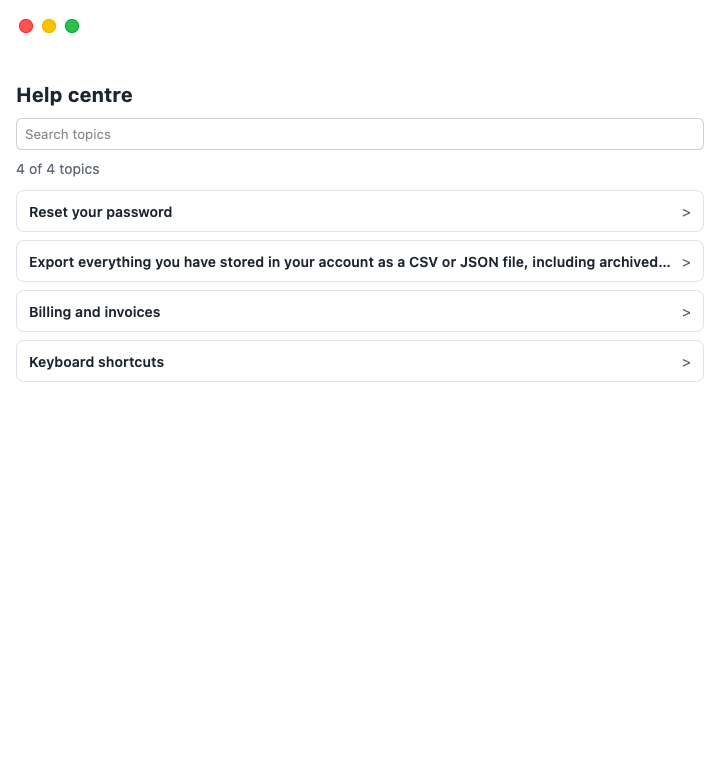 Help centre
Search topics
4 of 4 topics
Reset your password >
Export everything you have stored in your account as a CSV or JSON file, including archived... >
Billing and invoices >
Keyboard shortcuts >